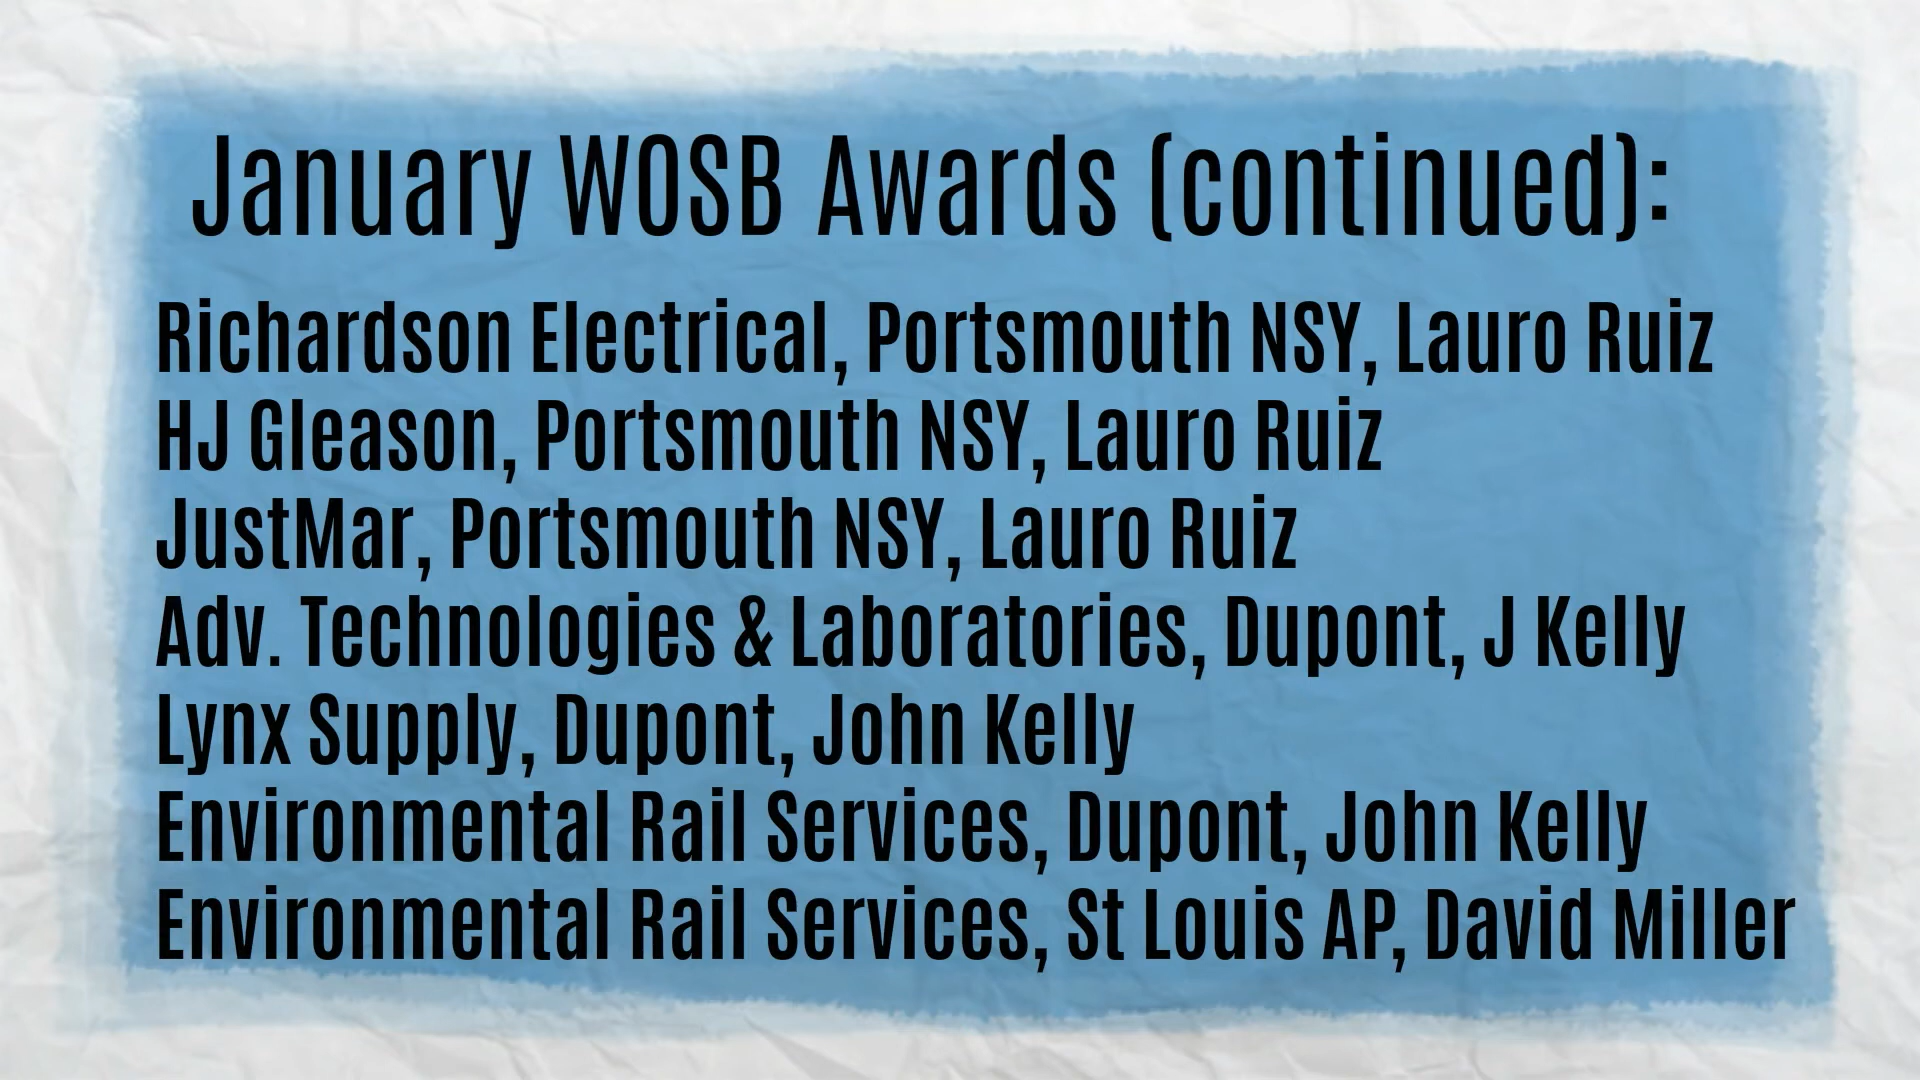 January WOSB Awards (continued):
Richardson Electrical, Portsmouth NSY, Lauro Ruiz
HJ Gleason, Portsmouth NSY, Lauro Ruiz
JustMar, Portsmouth NSY, Lauro Ruiz
Adv. Technologies & Laboratories, Dupont, J Kelly
Lynx Supply, Dupont, John Kelly
Environmental Rail Services, Dupont, John Kelly
Environmental Rail Services, St Louis AP, David Miller